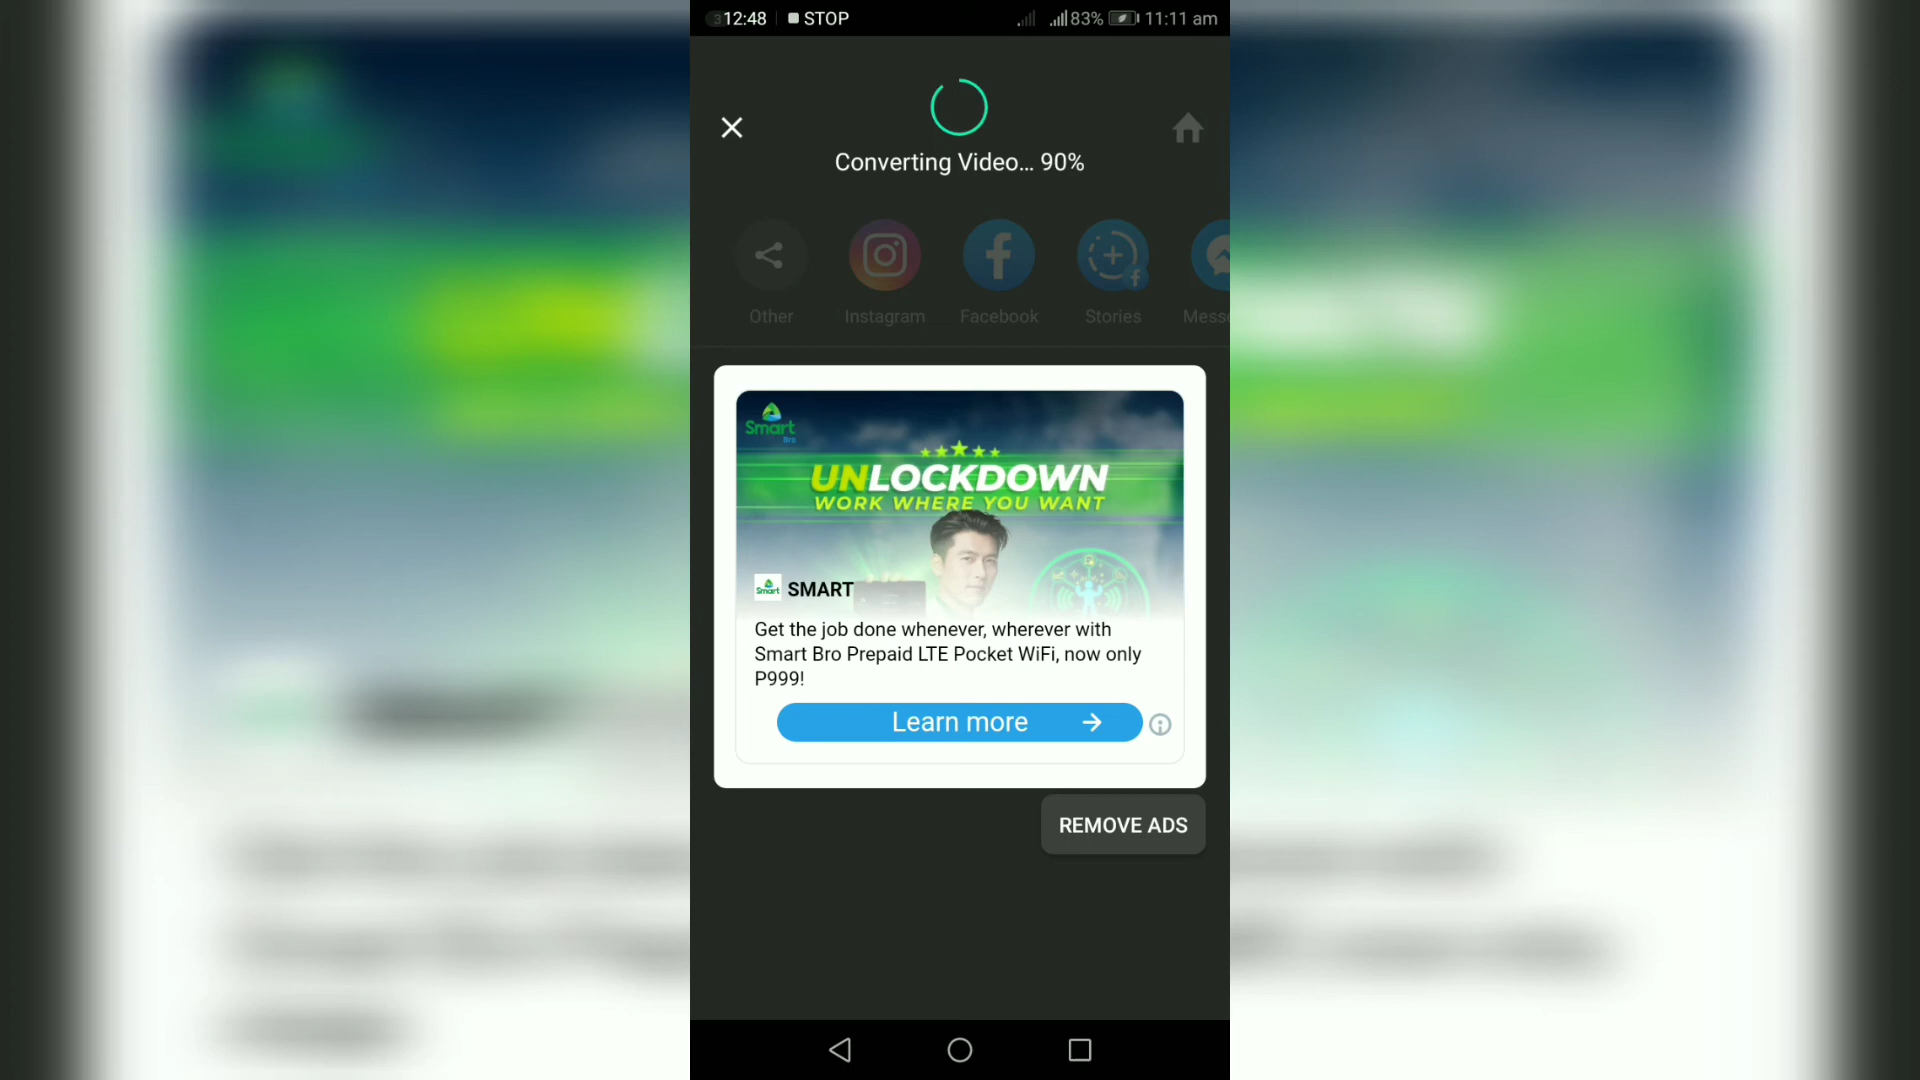 12:48 STOP 83% 11:11 am
Converting Video... 90%
Other Instagram Facebook Stories Messe
Smart
Bro
UNLOCKDOWN
WORK WHERE YOU WANT
Smart SMART
Get the job done whenever, wherever with
Smart Bro Prepaid LTE Pocket WiFi, now only
P999!
Learn more
REMOVE ADS